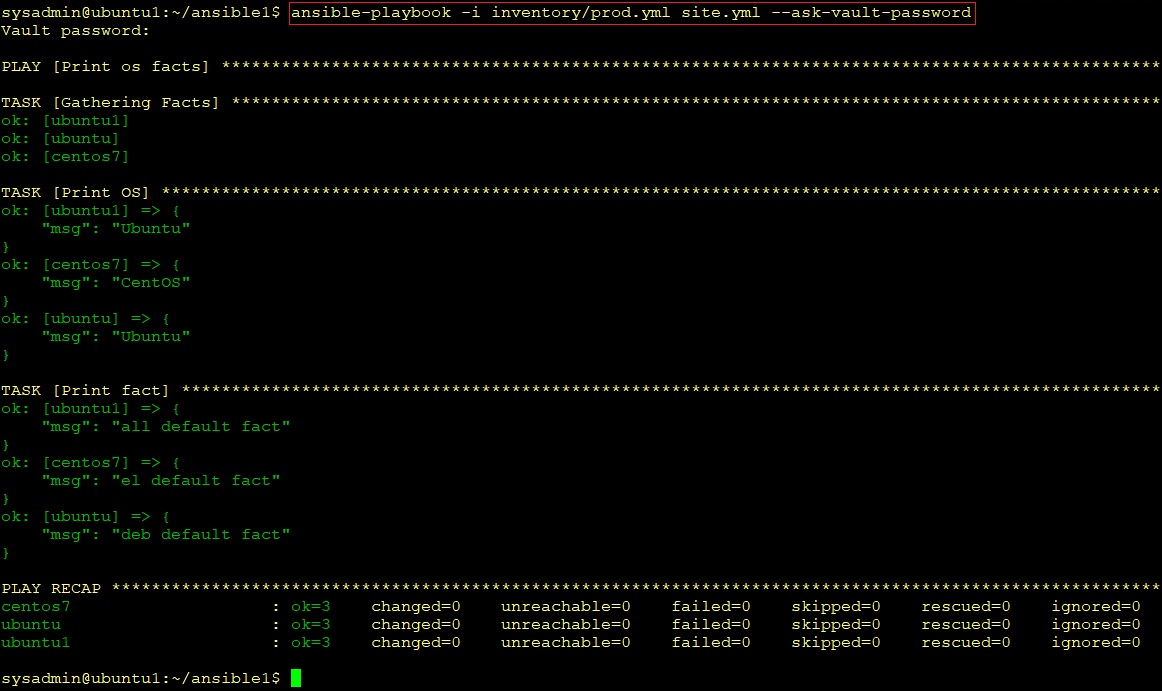 sysadmin@ubuntu1:~/ansible1$ ansible-playbook -i inventory/prod.yml site.yml --ask-vault-password
Vault password:
PLAY [Print os facts] **********************************************************************************************
TASK [Gathering Facts] *********************************************************************************************
ok: [ubuntu1]
ok: [ubuntu]
ok: [centos7]
TASK [Print OS] ****************************************************************************************************
ok: [ubuntu1] => {
    "msg": "Ubuntu"
}
ok: [centos7] => {
    "msg": "CentOS"
}
ok: [ubuntu] => {
    "msg": "Ubuntu"
}
TASK [Print fact] **************************************************************************************************
ok: [ubuntu1] => {
    "msg": "all default fact"
}
ok: [centos7] => {
    "msg": "el default fact"
}
ok: [ubuntu] => {
    "msg": "deb default fact"
}
PLAY RECAP *********************************************************************************************************
centos7                    : ok=3    changed=0    unreachable=0    failed=0    skipped=0    rescued=0    ignored=0
ubuntu                     : ok=3    changed=0    unreachable=0    failed=0    skipped=0    rescued=0    ignored=0
ubuntu1                    : ok=3    changed=0    unreachable=0    failed=0    skipped=0    rescued=0    ignored=0
sysadmin@ubuntu1:~/ansible1$